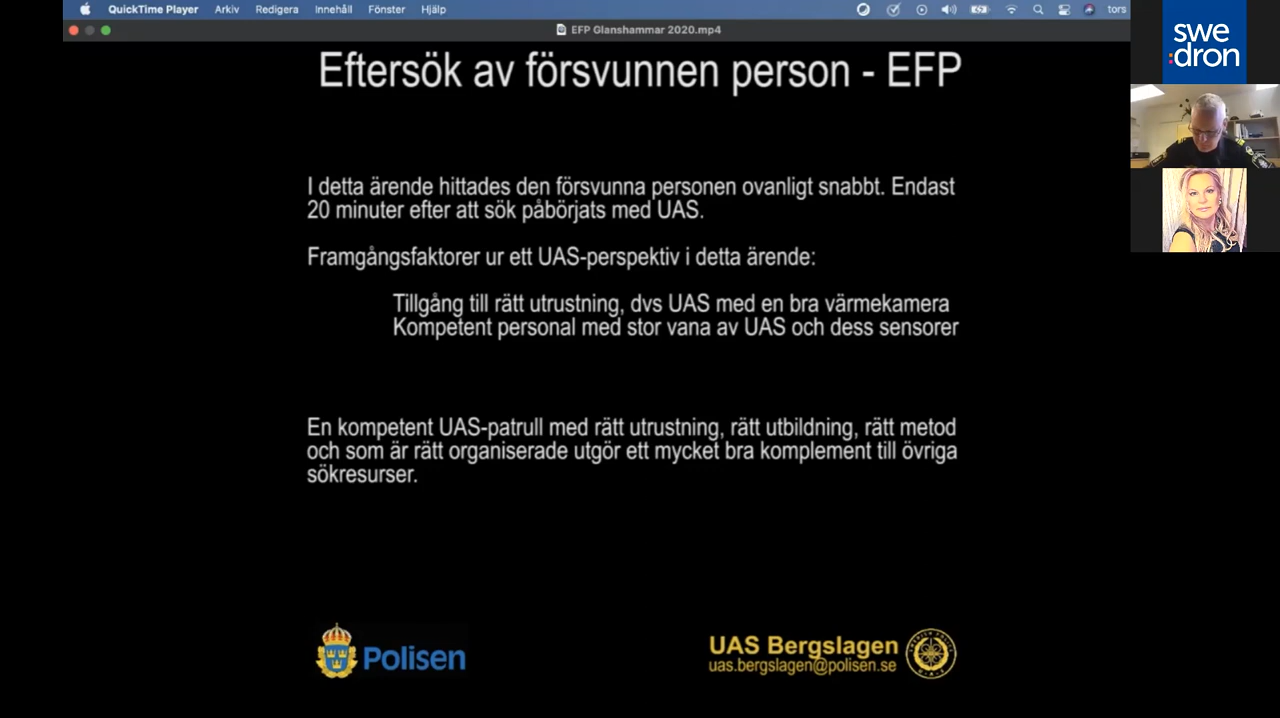 QuickTime Player Arkiv Redigera Innehåll Fönster Hjälp tors
EFP Glanshammar 2020.mp4
swe
dron
Eftersök av försvunnen person - EFP
I detta ärende hittades den försvunna personen ovanligt snabbt. Endast
20 minuter efter att sök påbörjats med UAS.
Framgångsfaktorer ur ett UAS-perspektiv i detta ärende:
Tillgång till rätt utrustning, dvs UAS med en bra värmekamera
Kompetent personal med stor vana av UAS och dess sensorer
En kompetent UAS-patrull med rätt utrustning, rätt utbildning, rätt metod
och som är rätt organiserade utgör ett mycket bra komplement till övriga
sökresurser.
Polisen
UAS Bergslagen
uas.bergslagen@polisen.se